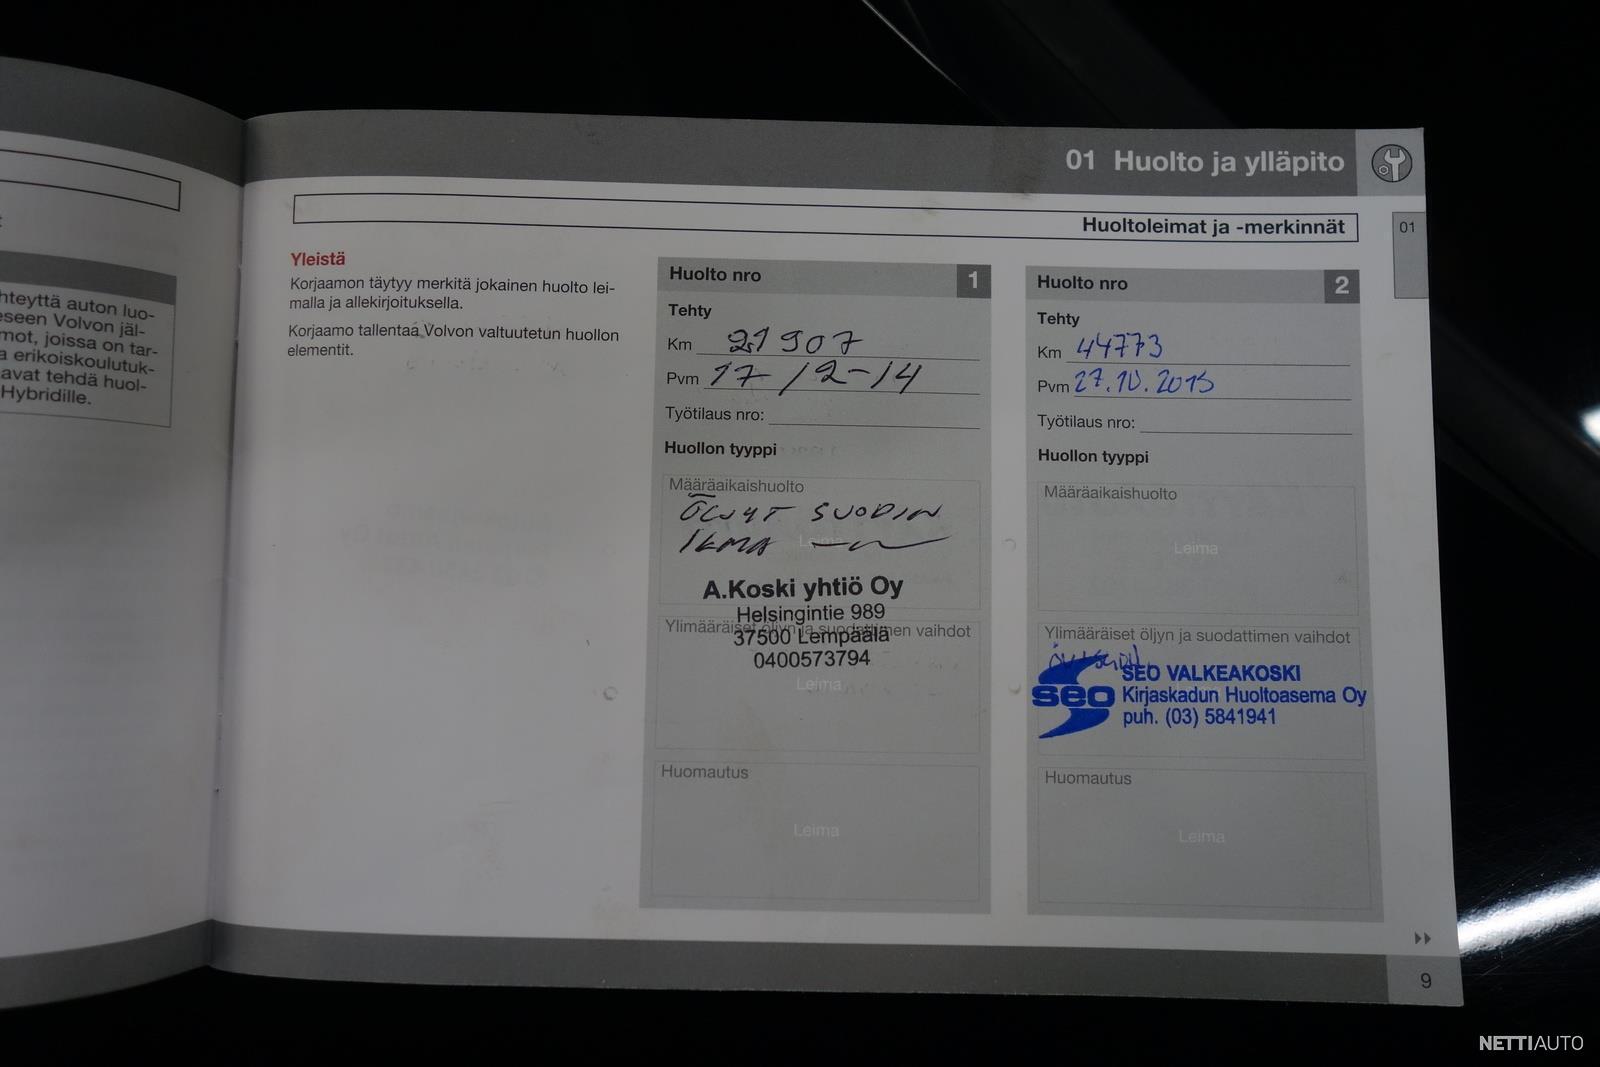 hteyttä auton luo-
eseen Volvon jäl-
mot, joissa on tar-
a erikoiskoulutuk-
avat tehdä huol-
Hybridille.
01 Huolto ja ylläpito
Huoltoleimat ja -merkinnät
01
Yleistä
Korjaamon täytyy merkitä jokainen huolto lei-
malla ja allekirjoituksella.
Korjaamo tallentaa Volvon valtuutetun huollon
elementit.
Huolto nro 1
Tehty
Km 21907
Pvm 17-12-14
Työtilaus nro:
Huollon tyyppi
Määräaikaishuolto
ÖLJYT SUODIN
ILMA
Leima
A.Koski yhtiö Oy
Helsingintie 989
Ylimääräiset öljyn ja suodattimen vaihdot
37500 Lempäälä
0400573794
Leima
Huomautus
Leima
Huolto nro 2
Tehty
Km 44773
Pvm 27.10.2015
Työtilaus nro:
Huollon tyyppi
Määräaikaishuolto
Leima
Ylimääräiset öljyn ja suodattimen vaihdot
seo
SEO VALKEAKOSKI
Kirjaskadun Huoltoasema Oy
puh. (03) 5841941
Huomautus
Leima
9
NETTIAUTO